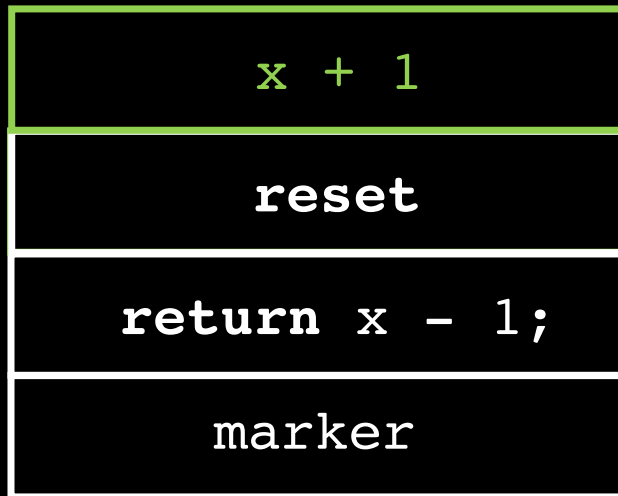 x + 1
reset
return x - 1;
marker